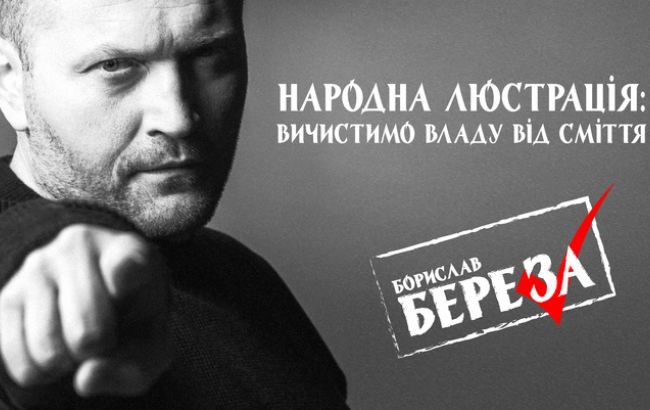 НАРОДНА ЛЮСТРАЦІЯ:
ВИЧИСТИМО ВЛАДУ ВІД СМІТТЯ
БОРИСЛАВ
БЕРЕЗА